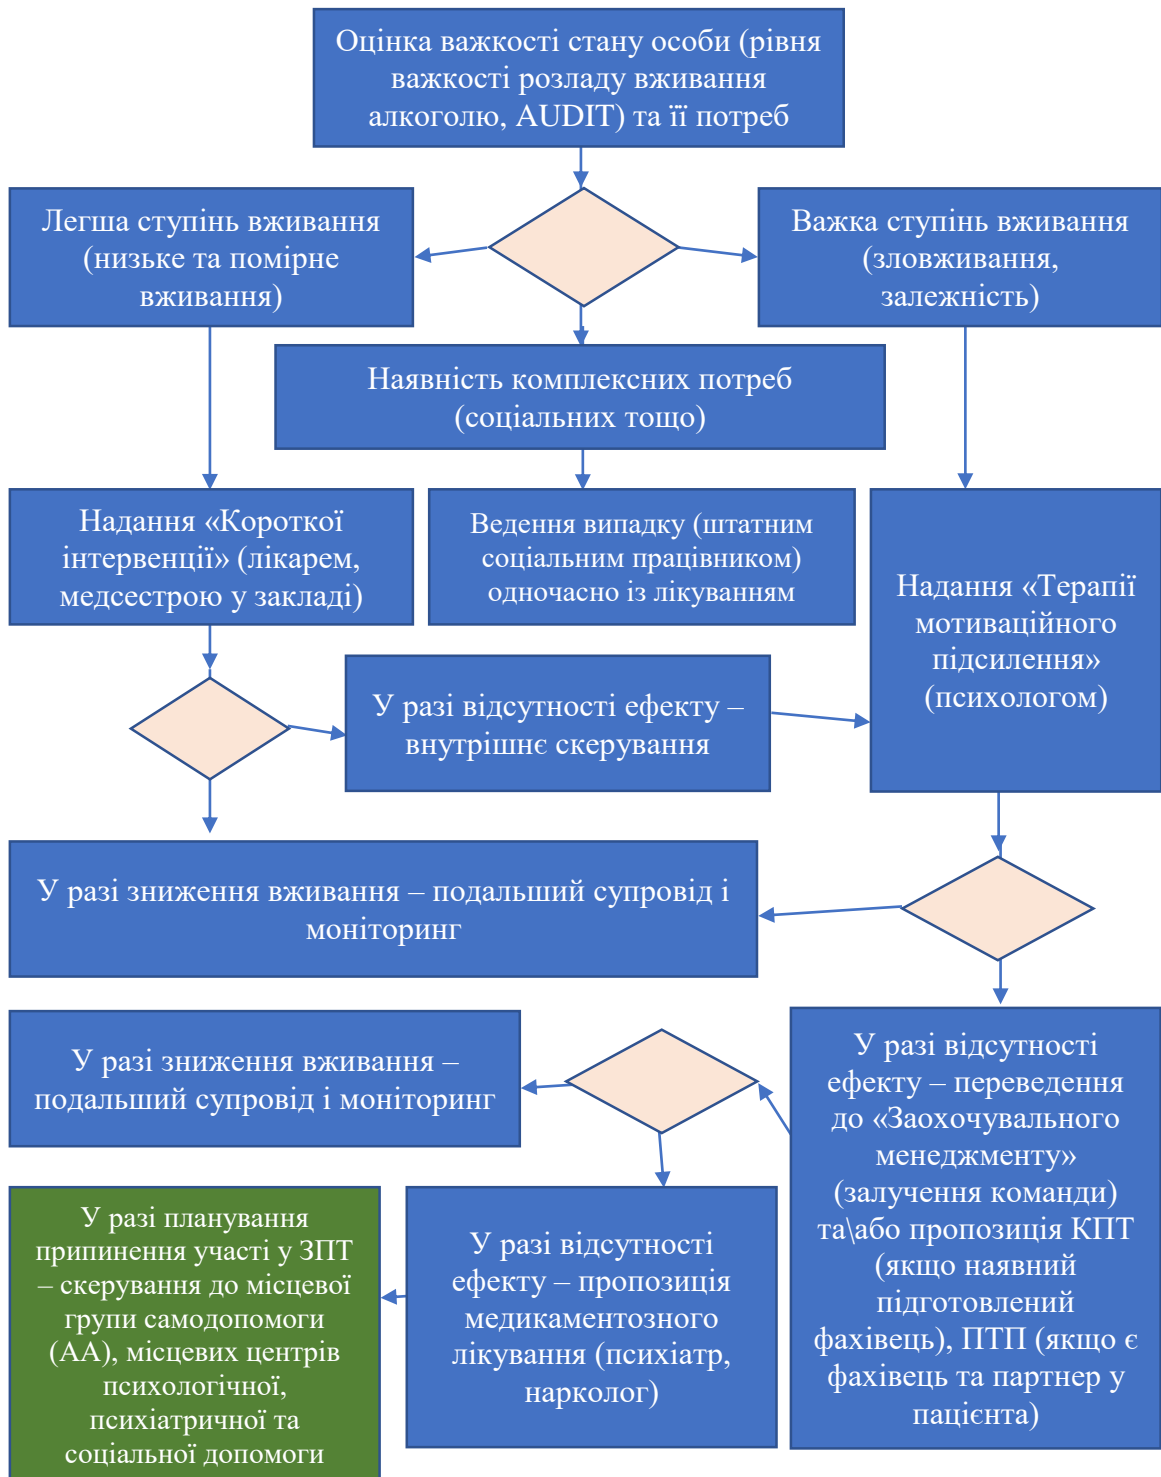 Оцінка важкості стану особи (рівня
важкості розладу вживання
алкоголю, AUDIT) та її потреб
Легша ступінь вживання
(низьке та помірне
вживання)
Важка ступінь вживання
(зловживання,
залежність)
Наявність комплексних потреб
(соціальних тощо)
Надання «Короткої
інтервенції» (лікарем,
медсестрою у закладі)
Ведення випадку (штатним
соціальним працівником)
одночасно із лікуванням
Надання «Терапії
мотиваційного
підсилення»
(психологом)
У разі відсутності ефекту –
внутрішнє скерування
У разі зниження вживання – подальший супровід і
моніторинг
У разі зниження вживання –
подальший супровід і моніторинг
У разі відсутності
ефекту – переведення
до «Заохочувального
менеджменту»
(залучення команди)
та\або пропозиція КПТ
(якщо наявний
підготовлений
фахівець), ПТП (якщо є
фахівець та партнер у
пацієнта)
У разі планування
припинення участі у ЗПТ
– скерування до місцевої
групи самодопомоги
(АА), місцевих центрів
психологічної,
психіатричної та
соціальної допомоги
У разі відсутності
ефекту – пропозиція
медикаментозного
лікування (психіатр,
нарколог)